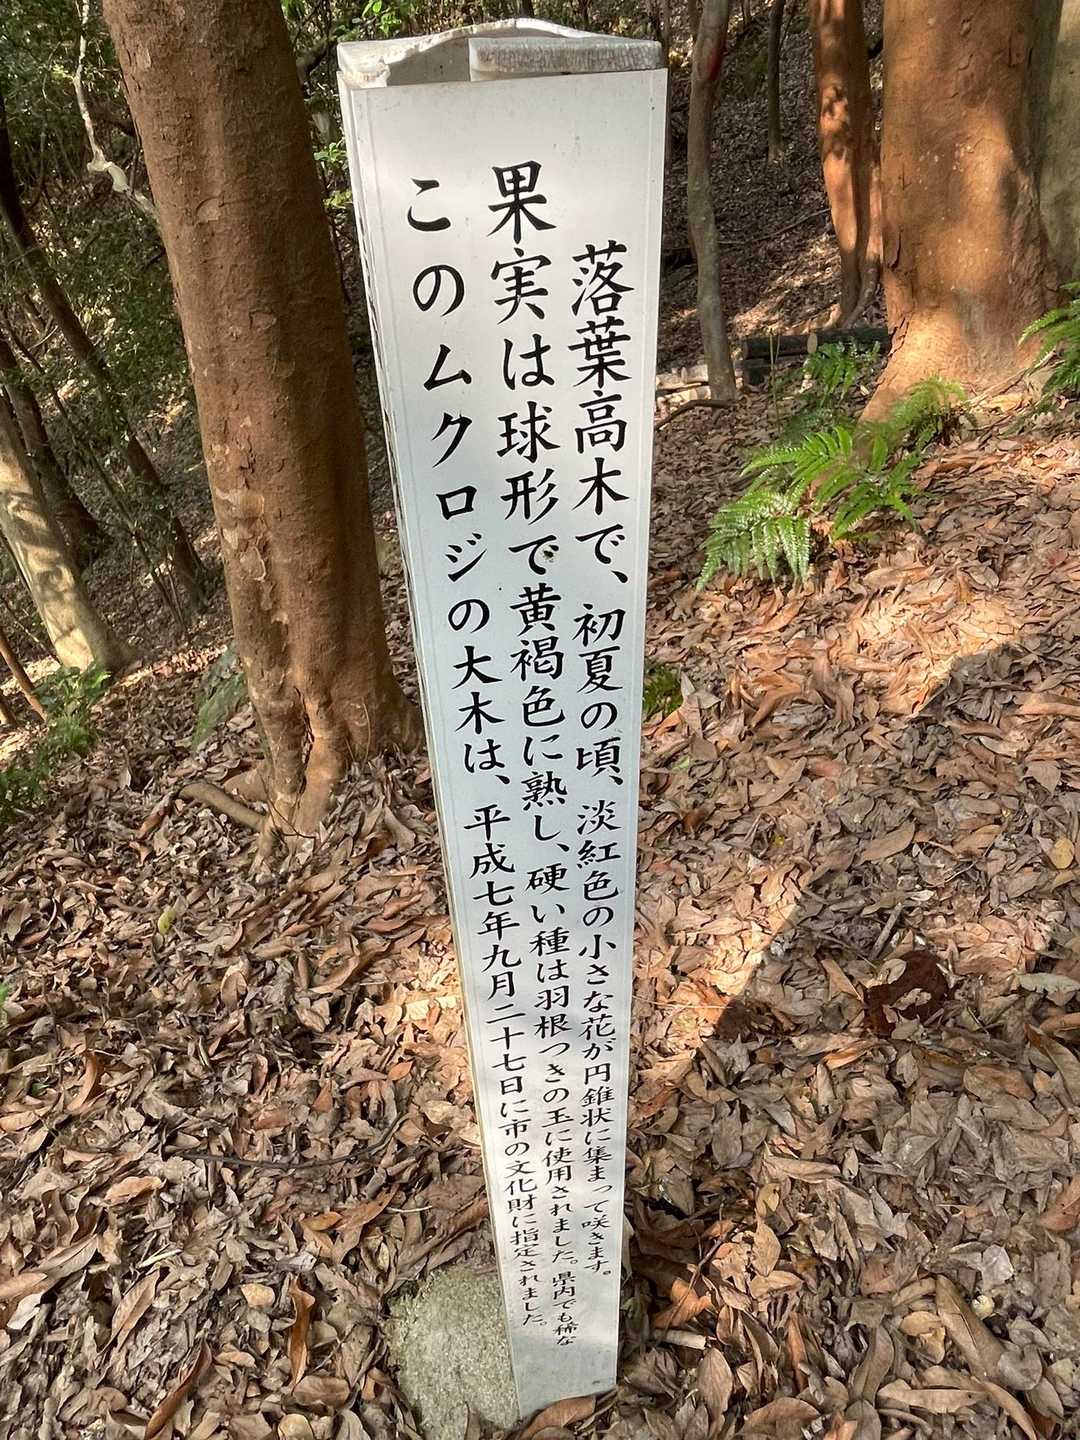 落葉高木で、初夏の頃、淡紅色の小さな花が円錐状に集まって咲きます。
果実は球形で黄褐色に熟し、硬い種は羽根つきの玉に使用されました。県内でも稀な
このムクロジの大木は、平成七年九月二十七日に市の文化財に指定されました。